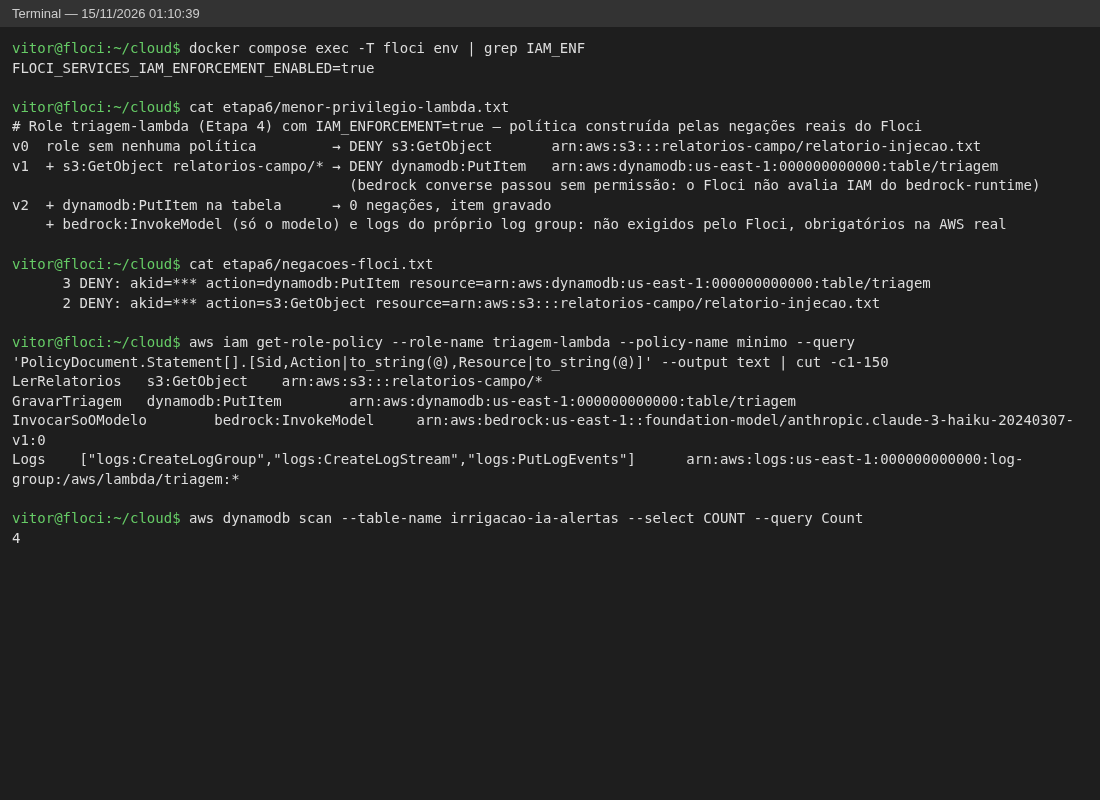 Terminal — 15/11/2026 01:10:39
vitor@floci:~/cloud$ docker compose exec -T floci env | grep IAM_ENF
FLOCI_SERVICES_IAM_ENFORCEMENT_ENABLED=true
vitor@floci:~/cloud$ cat etapa6/menor-privilegio-lambda.txt
# Role triagem-lambda (Etapa 4) com IAM_ENFORCEMENT=true — política construída pelas negações reais do Floci
v0  role sem nenhuma política         → DENY s3:GetObject       arn:aws:s3:::relatorios-campo/relatorio-injecao.txt
v1  + s3:GetObject relatorios-campo/* → DENY dynamodb:PutItem   arn:aws:dynamodb:us-east-1:000000000000:table/triagem
                                        (bedrock converse passou sem permissão: o Floci não avalia IAM do bedrock-runtime)
v2  + dynamodb:PutItem na tabela      → 0 negações, item gravado
    + bedrock:InvokeModel (só o modelo) e logs do próprio log group: não exigidos pelo Floci, obrigatórios na AWS real
vitor@floci:~/cloud$ cat etapa6/negacoes-floci.txt
      3 DENY: akid=*** action=dynamodb:PutItem resource=arn:aws:dynamodb:us-east-1:000000000000:table/triagem
      2 DENY: akid=*** action=s3:GetObject resource=arn:aws:s3:::relatorios-campo/relatorio-injecao.txt
vitor@floci:~/cloud$ aws iam get-role-policy --role-name triagem-lambda --policy-name minimo --query
'PolicyDocument.Statement[].[Sid,Action|to_string(@),Resource|to_string(@)]' --output text | cut -c1-150
LerRelatorios   s3:GetObject    arn:aws:s3:::relatorios-campo/*
GravarTriagem   dynamodb:PutItem        arn:aws:dynamodb:us-east-1:000000000000:table/triagem
InvocarSoOModelo        bedrock:InvokeModel     arn:aws:bedrock:us-east-1::foundation-model/anthropic.claude-3-haiku-20240307-
v1:0
Logs    ["logs:CreateLogGroup","logs:CreateLogStream","logs:PutLogEvents"]      arn:aws:logs:us-east-1:000000000000:log-
group:/aws/lambda/triagem:*
vitor@floci:~/cloud$ aws dynamodb scan --table-name irrigacao-ia-alertas --select COUNT --query Count
4